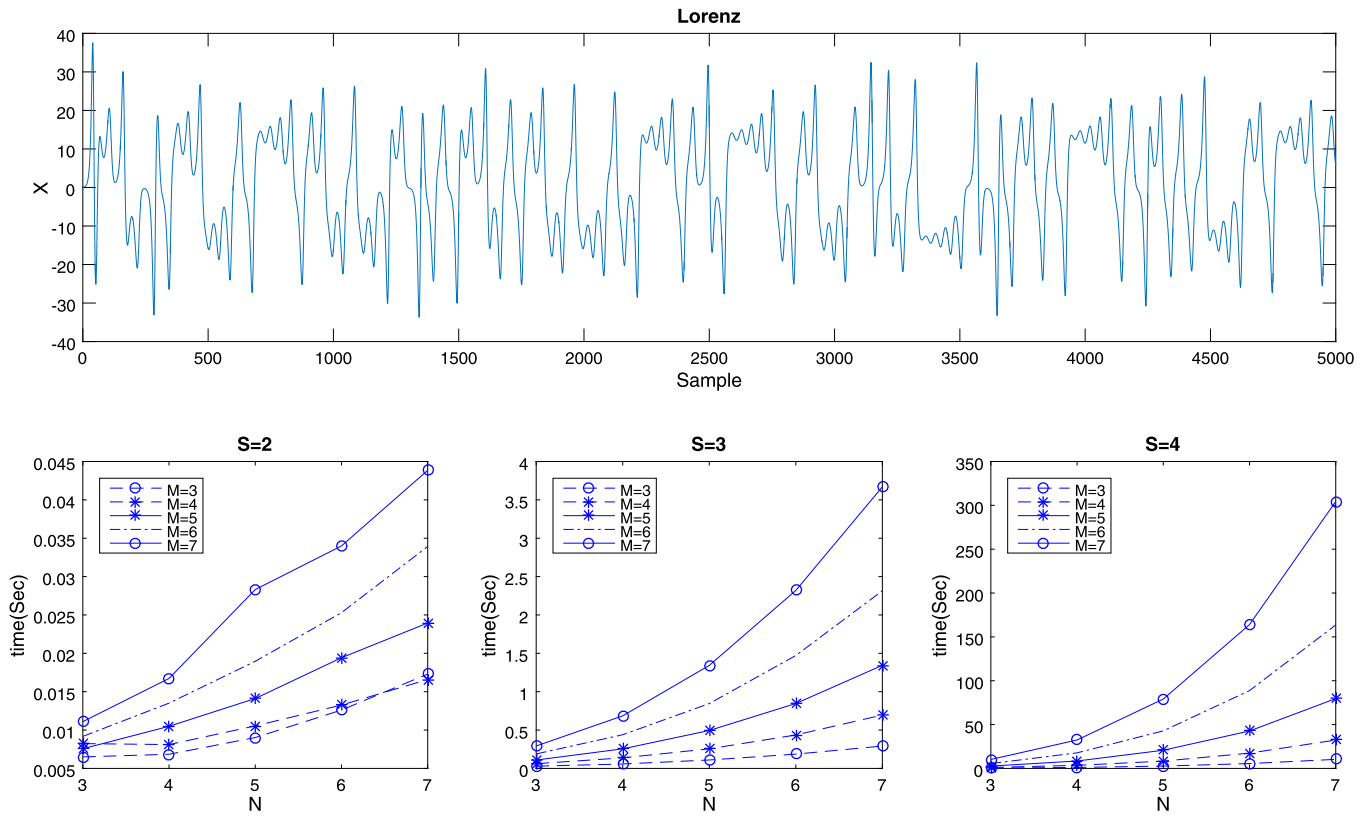 Lorenz
40
30
20
10
0
-10
-20
-30
-40
X
0 500 1000 1500 2000 2500 3000 3500 4000 4500 5000
Sample
S=2
0.045
0.04
0.035
0.03
0.025
0.02
0.015
0.01
0.005
time(Sec)
M=3
M=4
M=5
M=6
M=7
3 4 5 6 7
N
S=3
4
3.5
3
2.5
2
1.5
1
0.5
0
time(Sec)
M=3
M=4
M=5
M=6
M=7
3 4 5 6 7
N
S=4
350
300
250
200
150
100
50
0
time(Sec)
M=3
M=4
M=5
M=6
M=7
3 4 5 6 7
N